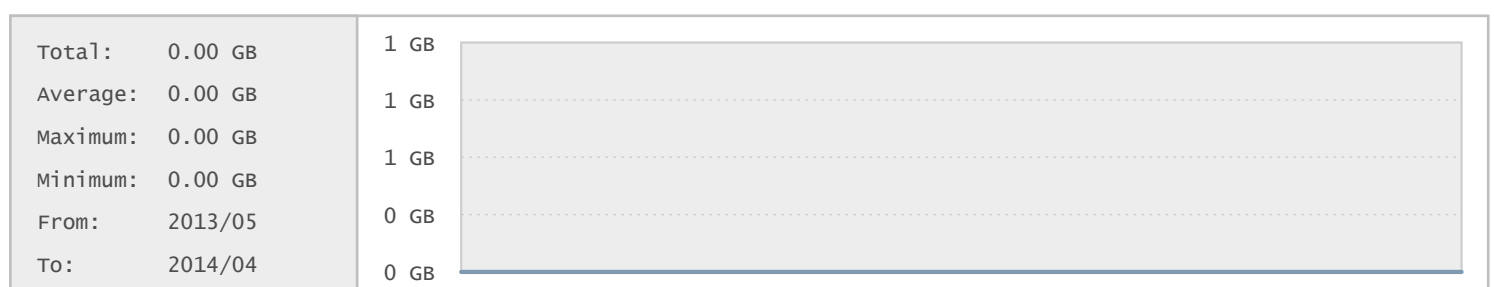 Total: 0.00 GB
Average: 0.00 GB
Maximum: 0.00 GB
Minimum: 0.00 GB
From: 2013/05
To: 2014/04
1 GB
1 GB
1 GB
0 GB
0 GB